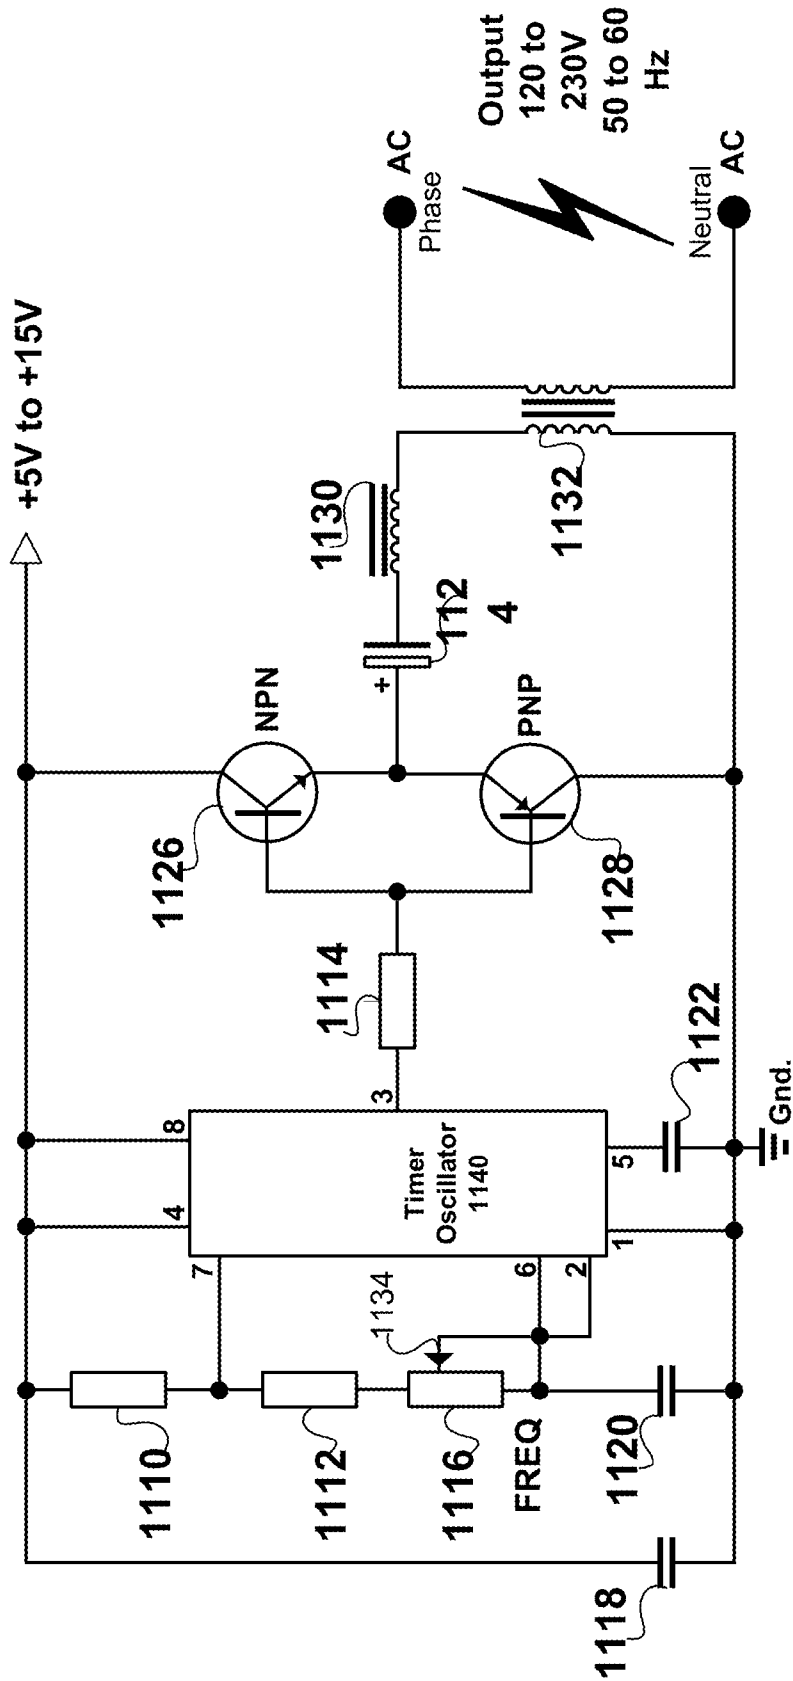 +5V to +15V
1110
1112
1116
FREQ
1120
1118
1134
7
6
2
4
8
Timer
Oscillator
1140
1
5
3
1122
Gnd.
1114
1126
NPN
1128
PNP
+
112
4
1130
1132
AC
Phase
Neutral
AC
Output
120 to
230V
50 to 60
Hz